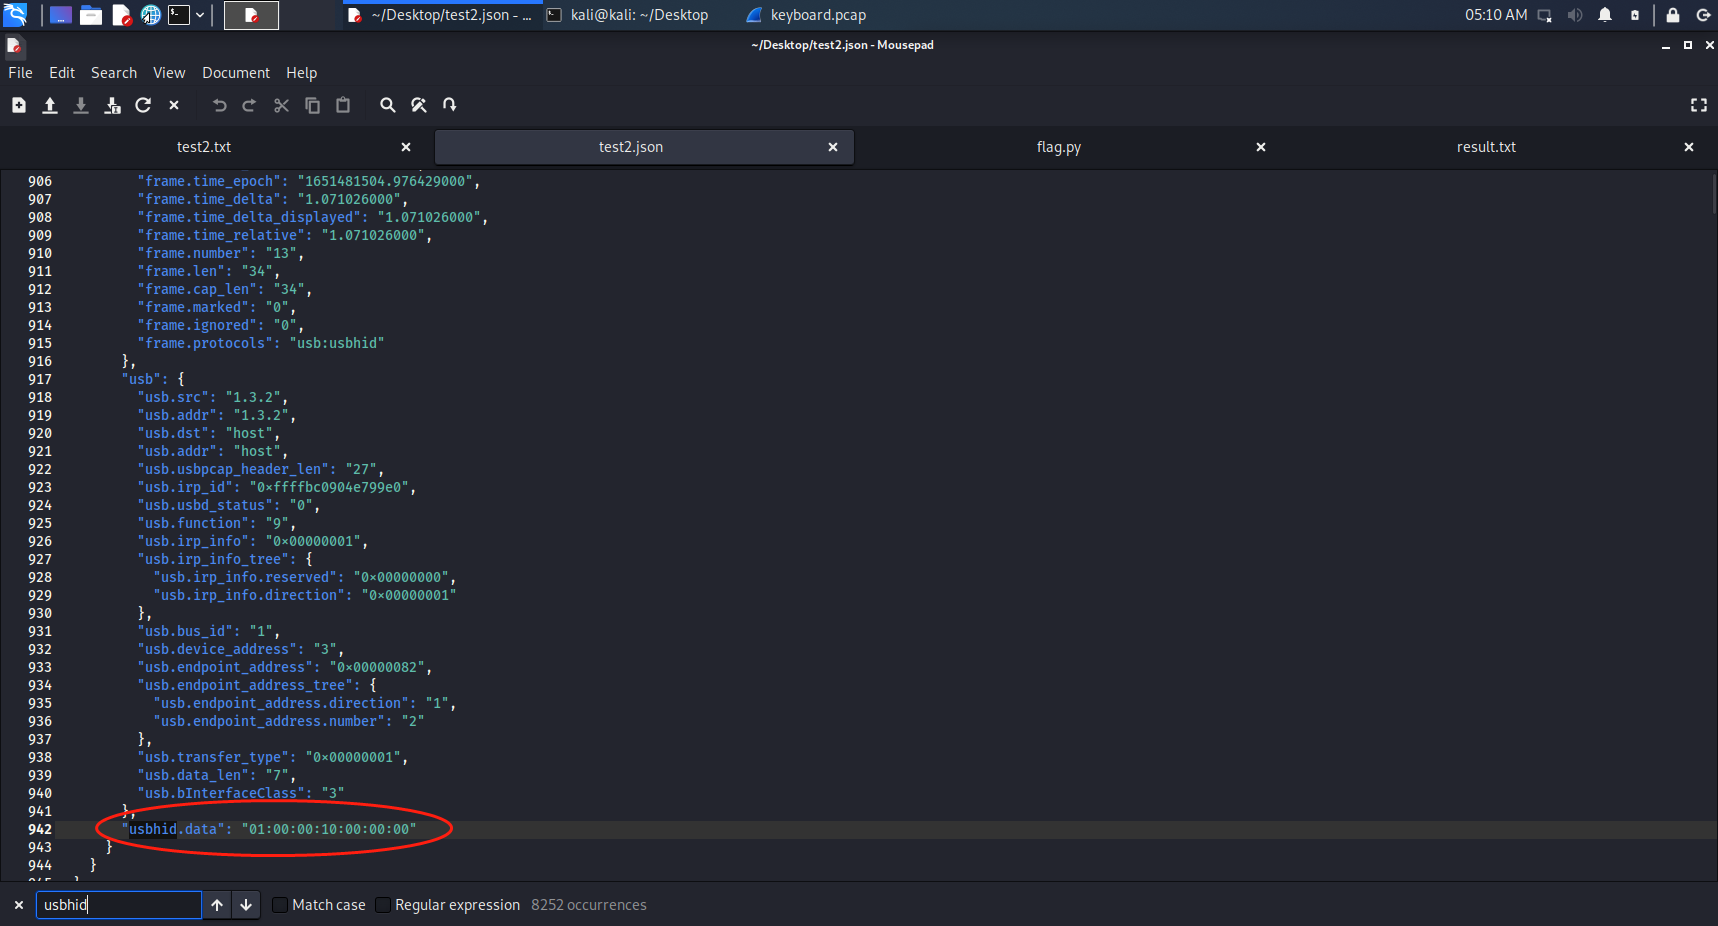 ~/Desktop/test2.json - ...
kali@kali: ~/Desktop
keyboard.pcap
05:10 AM
~/Desktop/test2.json - Mousepad
File Edit Search View Document Help
test2.txt
test2.json
flag.py
result.txt
906 "frame.time_epoch": "1651481504.976429000",
907 "frame.time_delta": "1.071026000",
908 "frame.time_delta_displayed": "1.071026000",
909 "frame.time_relative": "1.071026000",
910 "frame.number": "13",
911 "frame.len": "34",
912 "frame.cap_len": "34",
913 "frame.marked": "0",
914 "frame.ignored": "0",
915 "frame.protocols": "usb:usbhid"
916 },
917 "usb": {
918 "usb.src": "1.3.2",
919 "usb.addr": "1.3.2",
920 "usb.dst": "host",
921 "usb.addr": "host",
922 "usb.usbpcap_header_len": "27",
923 "usb.irp_id": "0×ffffbc0904e799e0",
924 "usb.usbd_status": "0",
925 "usb.function": "9",
926 "usb.irp_info": "0×00000001",
927 "usb.irp_info_tree": {
928 "usb.irp_info.reserved": "0×00000000",
929 "usb.irp_info.direction": "0×00000001"
930 },
931 "usb.bus_id": "1",
932 "usb.device_address": "3",
933 "usb.endpoint_address": "0×00000082",
934 "usb.endpoint_address_tree": {
935 "usb.endpoint_address.direction": "1",
936 "usb.endpoint_address.number": "2"
937 },
938 "usb.transfer_type": "0×00000001",
939 "usb.data_len": "7",
940 "usb.bInterfaceClass": "3"
941 },
942 "usbhid.data": "01:00:00:10:00:00:00:00"
943 }
944 }
usbhid
Match case
Regular expression
8252 occurrences